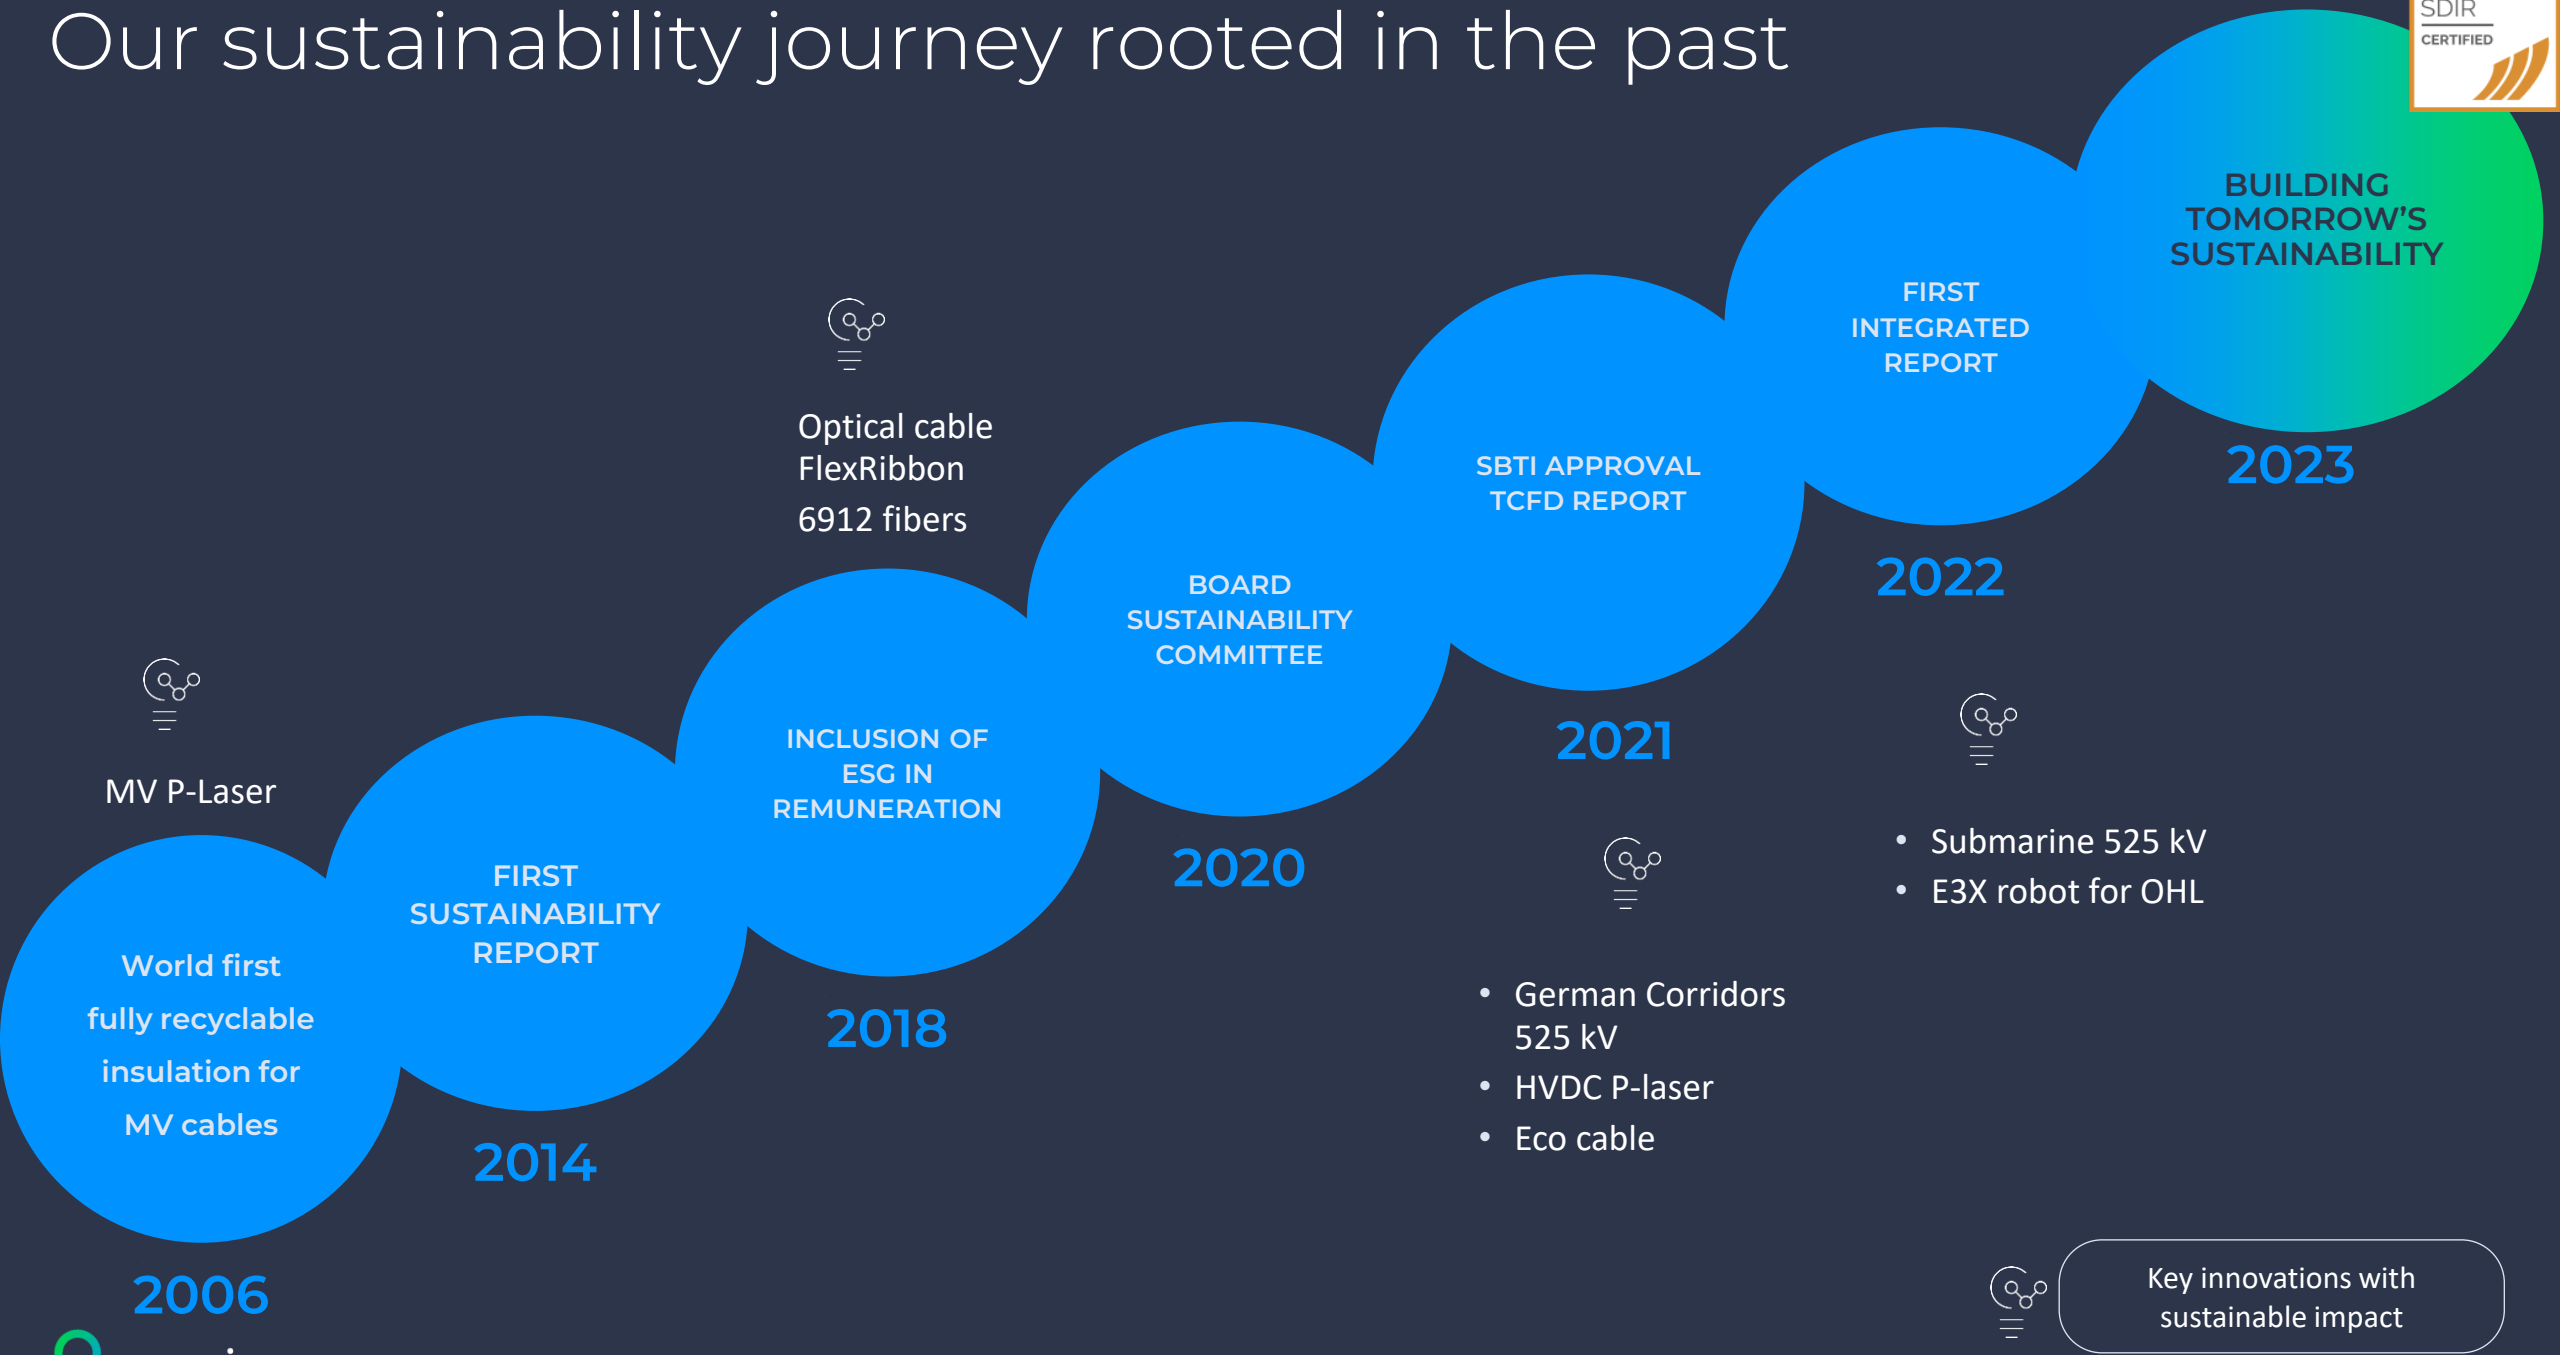 Our sustainability journey rooted in the past
SDIR
CERTIFIED
BUILDING
TOMORROW'S
SUSTAINABILITY
2023
FIRST
INTEGRATED
REPORT
2022
• Submarine 525 kV
• E3X robot for OHL
SBTI APPROVAL
TCFD REPORT
2021
• German Corridors
525 kV
• HVDC P-laser
• Eco cable
BOARD
SUSTAINABILITY
COMMITTEE
2020
Optical cable
FlexRibbon
6912 fibers
INCLUSION OF
ESG IN
REMUNERATION
2018
FIRST
SUSTAINABILITY
REPORT
2014
MV P-Laser
World first
fully recyclable
insulation for
MV cables
2006
Key innovations with
sustainable impact